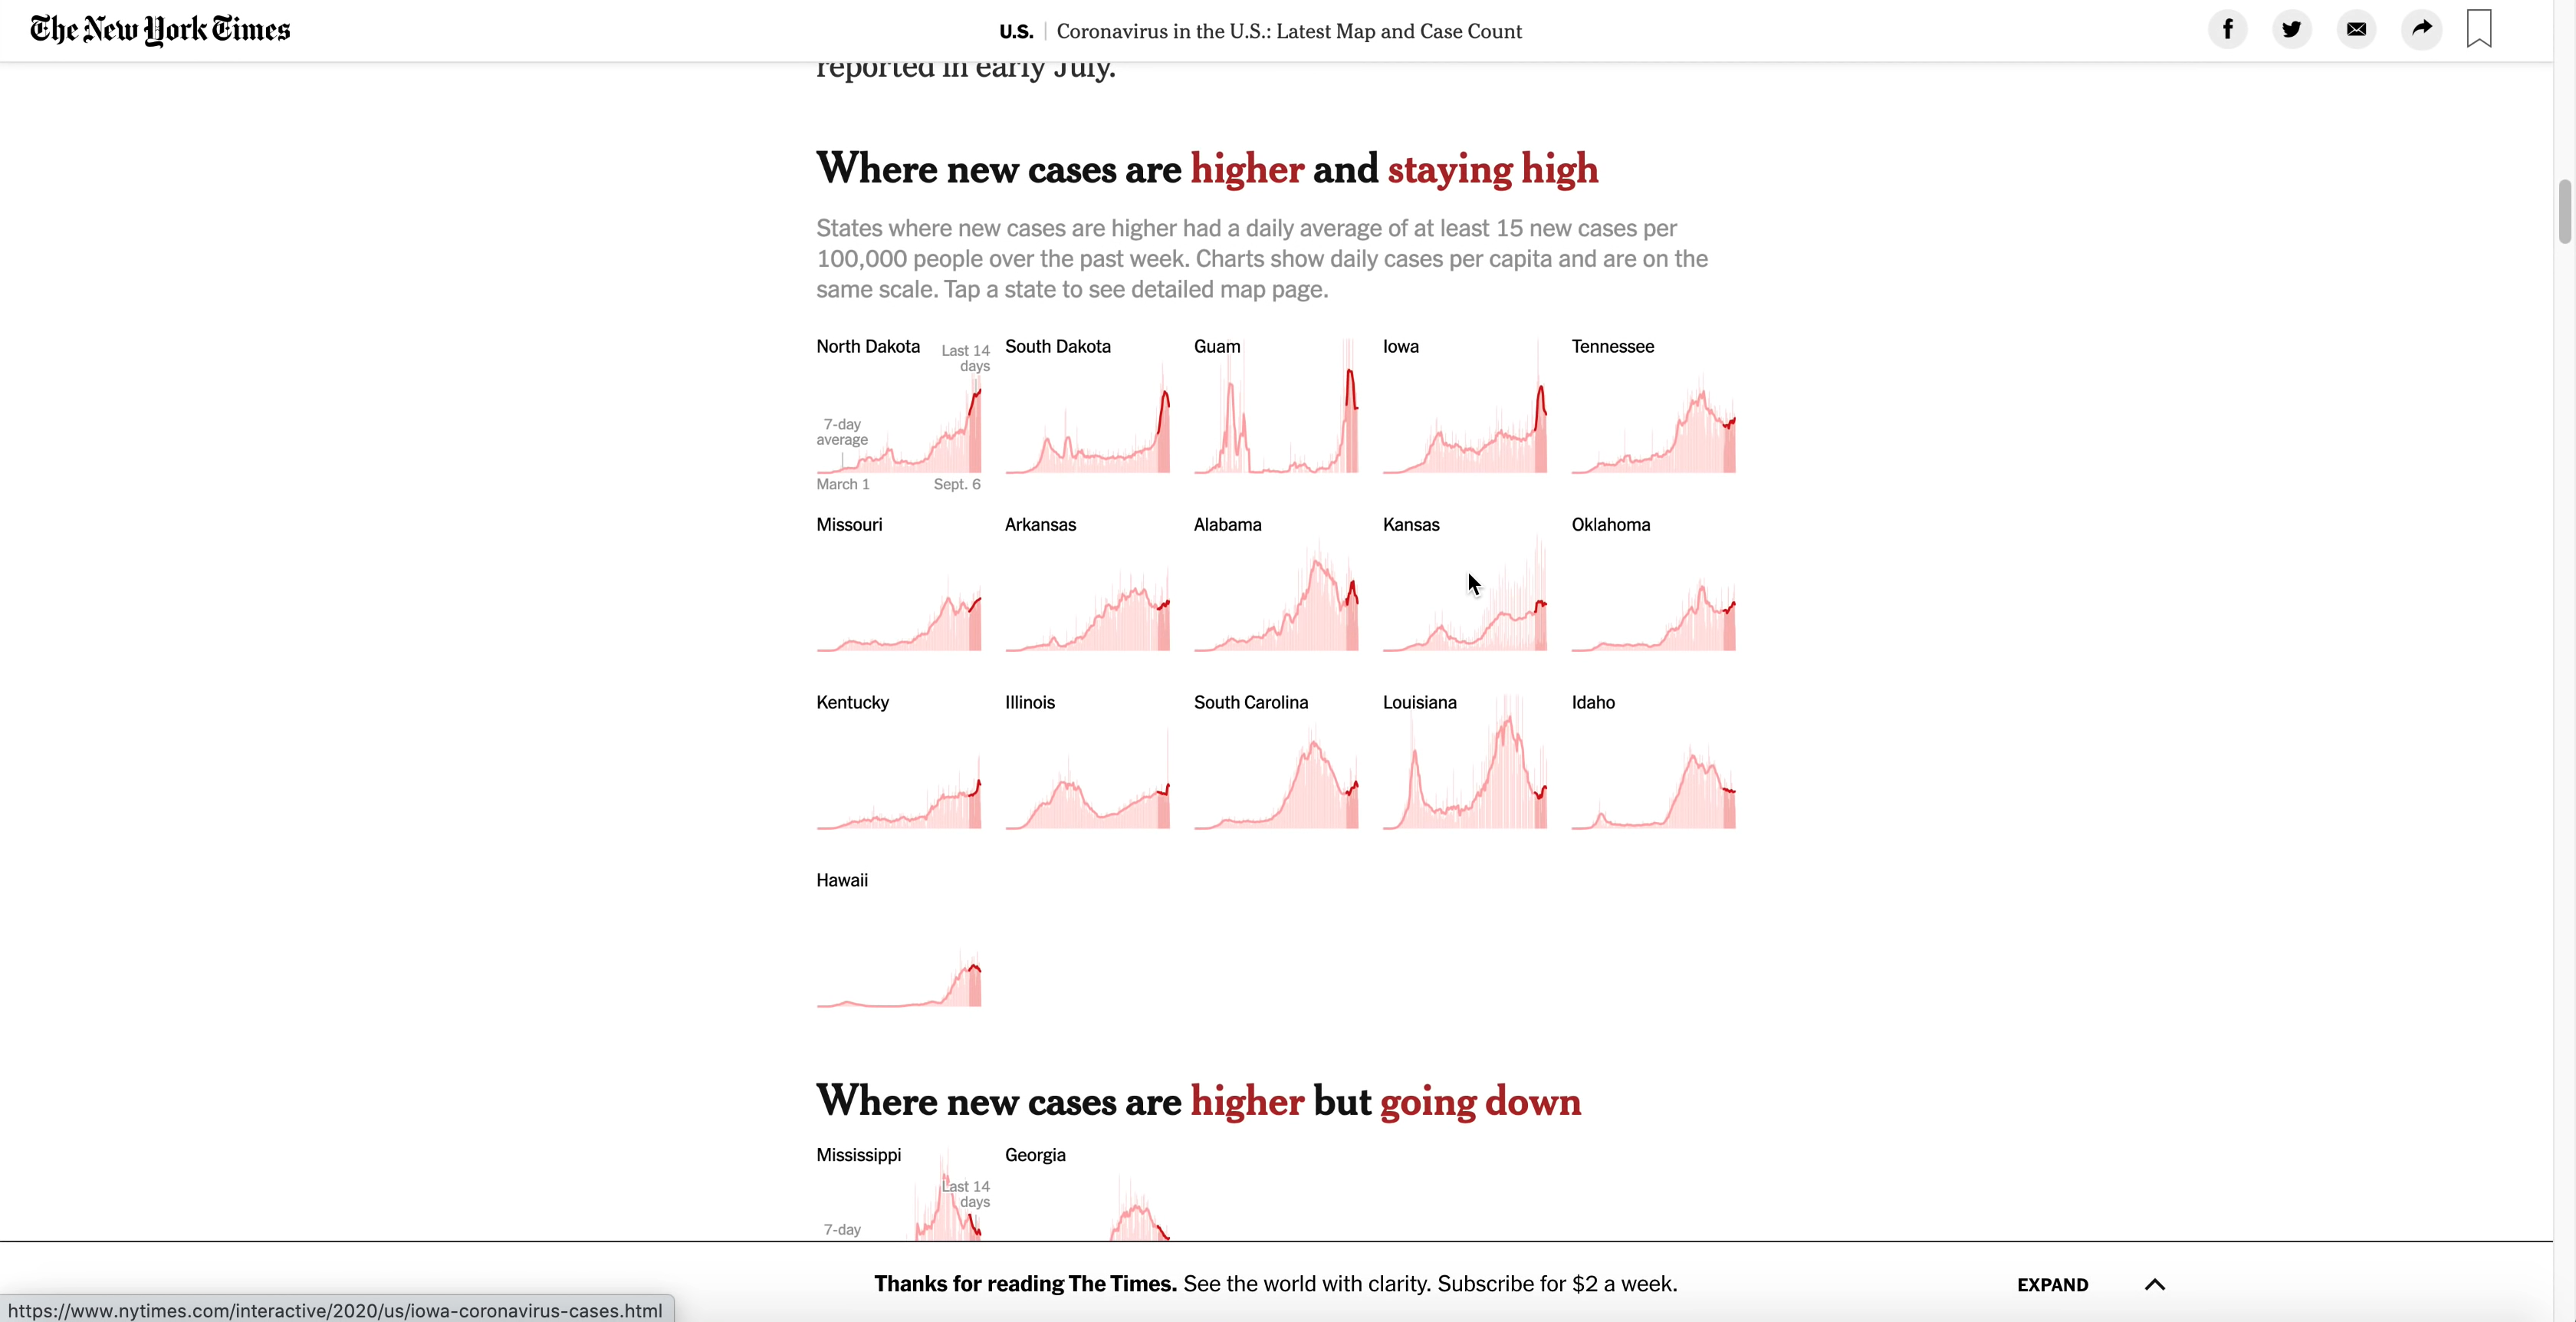 The New York Times
U.S. | Coronavirus in the U.S.: Latest Map and Case Count
reported in early July.
Where new cases are higher and staying high
States where new cases are higher had a daily average of at least 15 new cases per
100,000 people over the past week. Charts show daily cases per capita and are on the
same scale. Tap a state to see detailed map page.
North Dakota
Last 14
days
7-day
average
March 1
Sept. 6
South Dakota
Guam
Iowa
Tennessee
Missouri
Arkansas
Alabama
Kansas
Oklahoma
Kentucky
Illinois
South Carolina
Louisiana
Idaho
Hawaii
Where new cases are higher but going down
Mississippi
Last 14
days
7-day
Georgia
Thanks for reading The Times. See the world with clarity. Subscribe for $2 a week.
EXPAND
https://www.nytimes.com/interactive/2020/us/iowa-coronavirus-cases.html